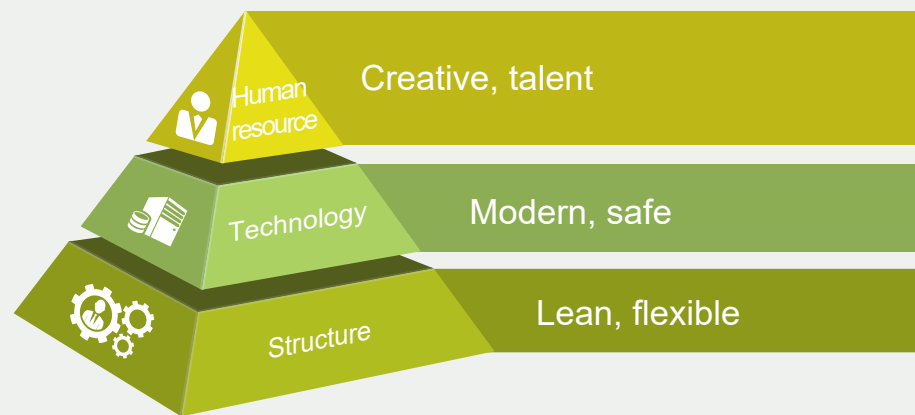 Human
resource
Creative, talent
Technology
Modern, safe
Structure
Lean, flexible